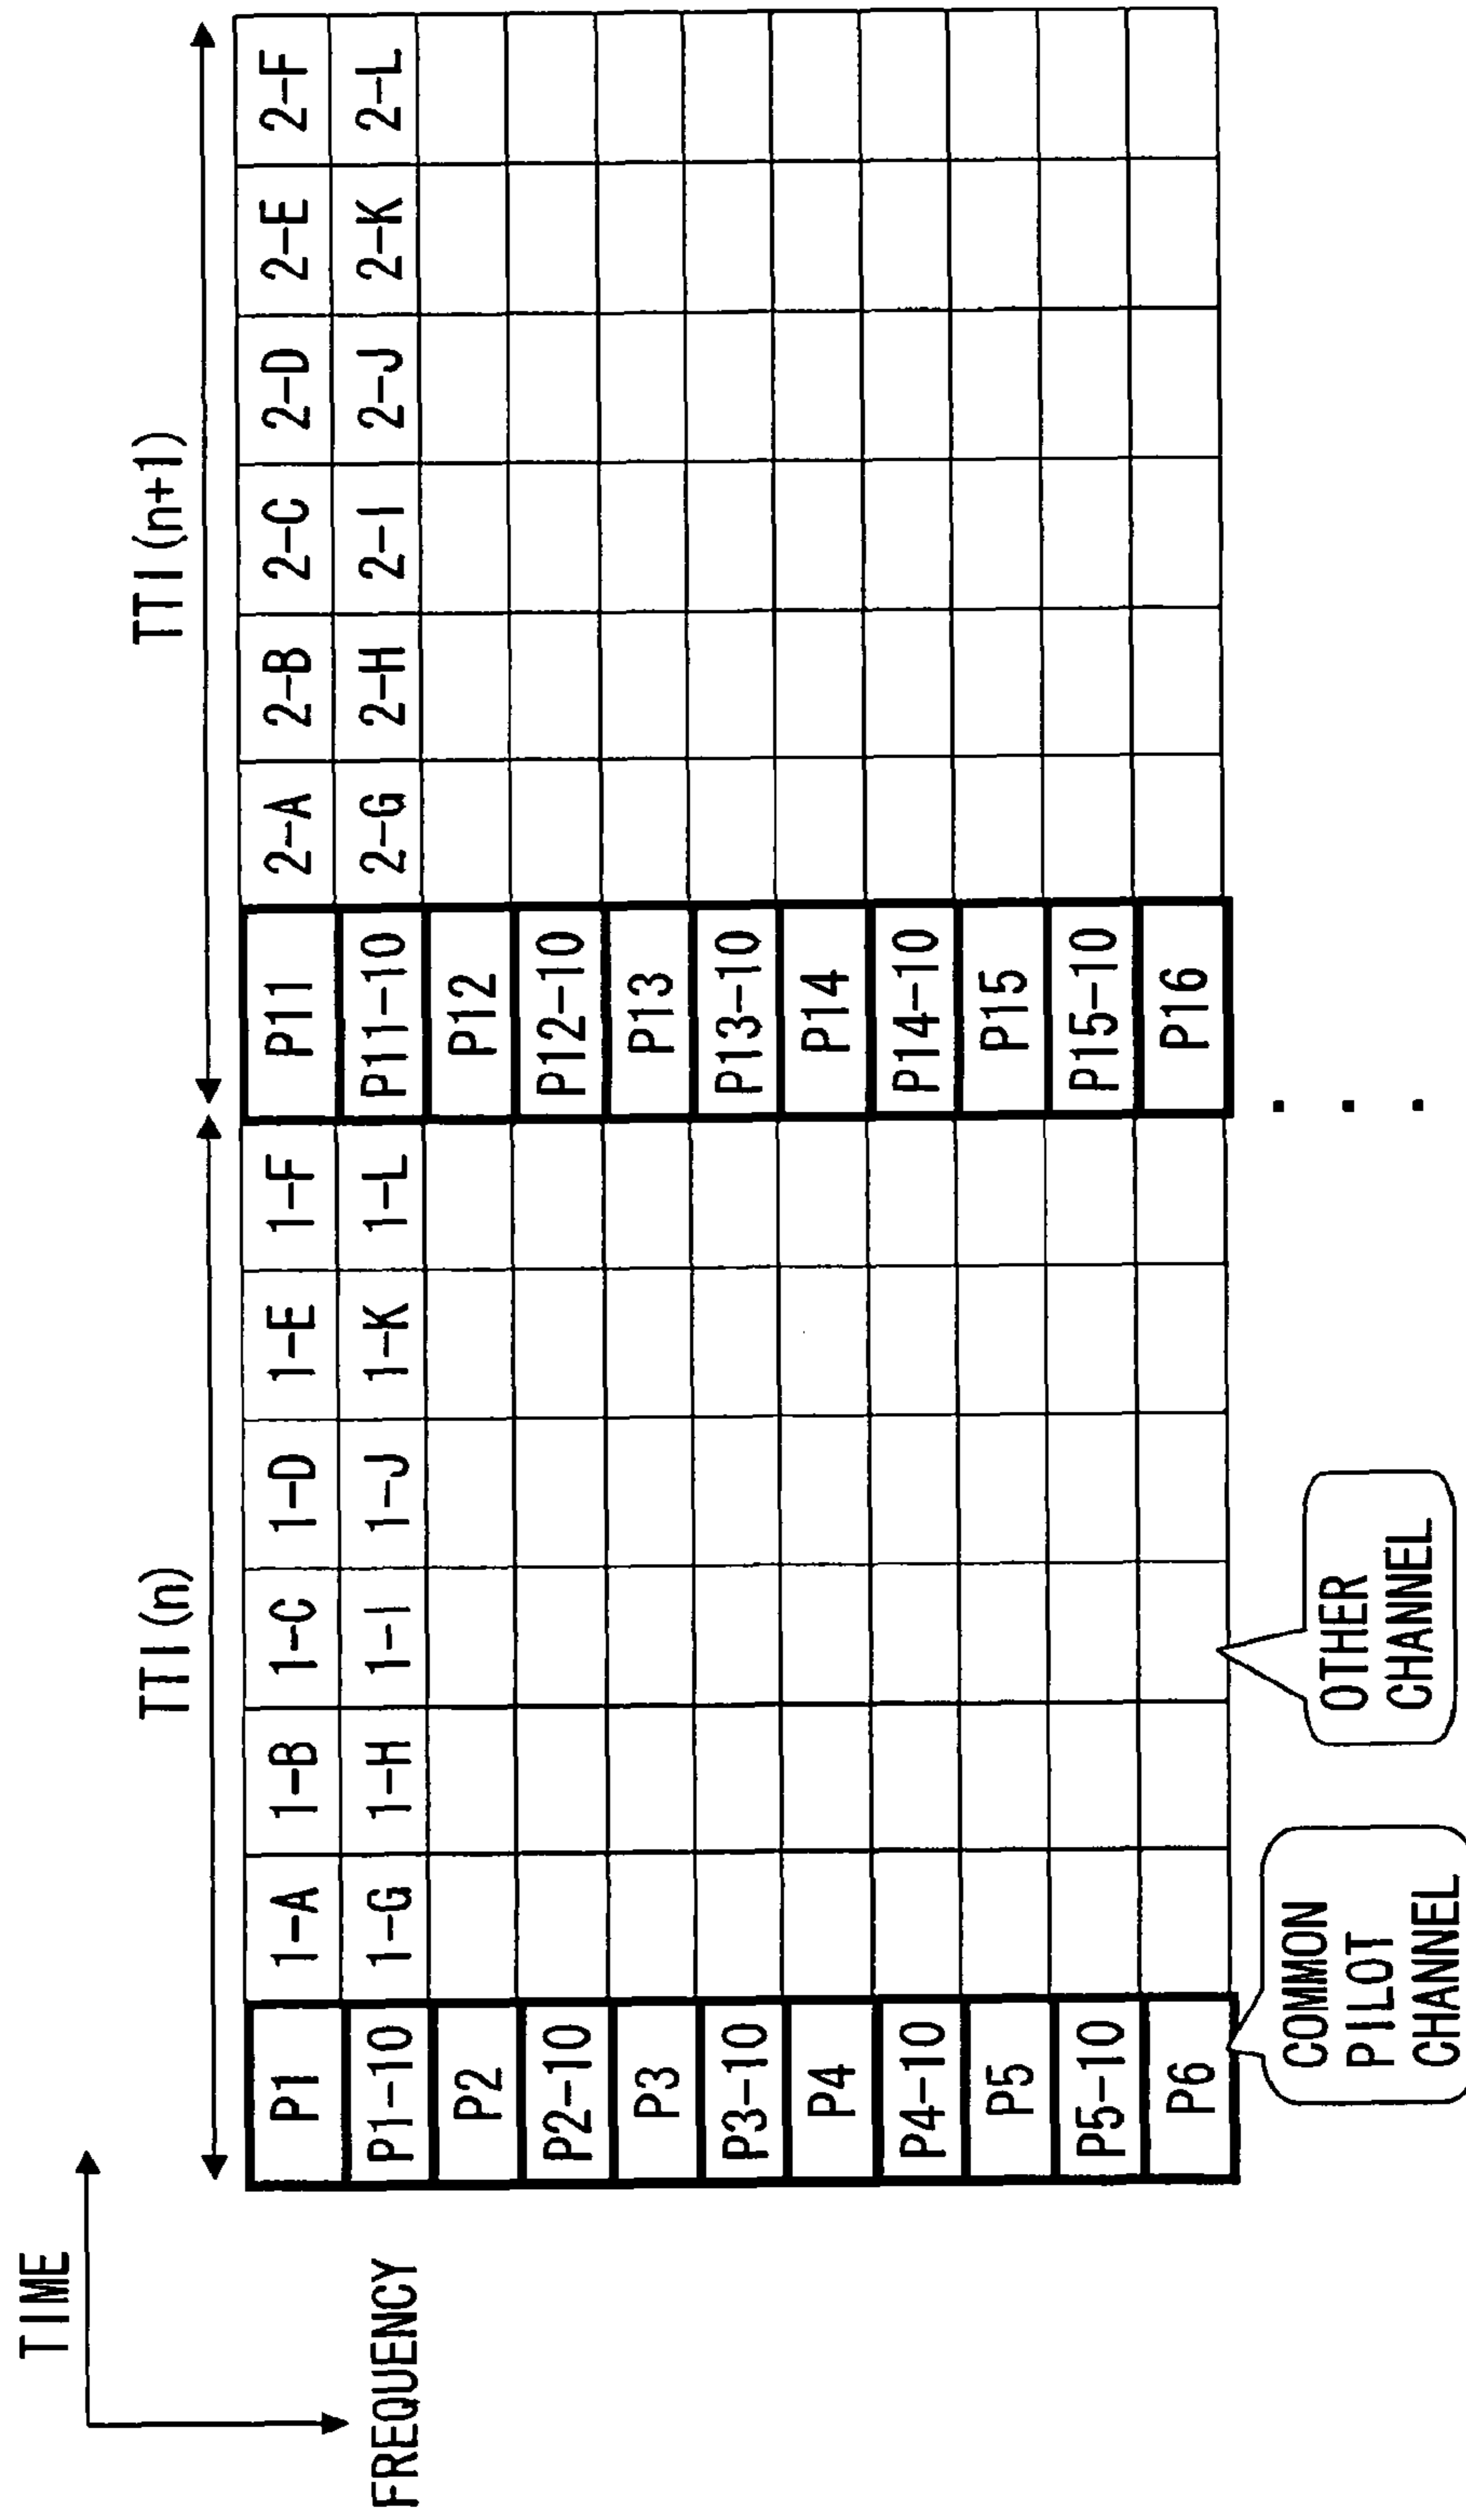 TIME
FREQUENCY
TTI(n)
TTI(n+1)
P1 1-A 1-B 1-C 1-D 1-E 1-F P11 2-A 2-B 2-C 2-D 2-E 2-F
P1-10 1-G 1-H 1-I 1-J 1-K 1-L P11-10 2-G 2-H 2-I 2-J 2-K 2-L
P2 P12
P2-10 P12-10
P3 P13
P3-10 P13-10
P4 P14
P4-10 P14-10
P5 P15
P5-10 P15-10
P6 P16
COMMON
PILOT
CHANNEL
OTHER
CHANNEL
. . .